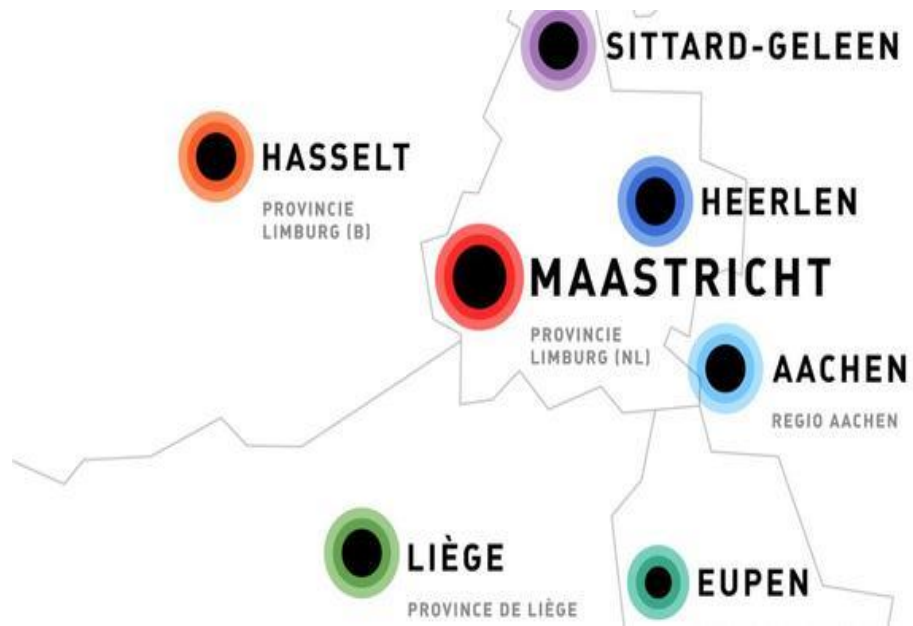 SITTARD-GELEEN
HASSELT
PROVINCIE
LIMBURG (B)
HEERLEN
MAASTRICHT
PROVINCIE
LIMBURG (NL)
AACHEN
REGIO AACHEN
LIÈGE
PROVINCE DE LIÈGE
EUPEN